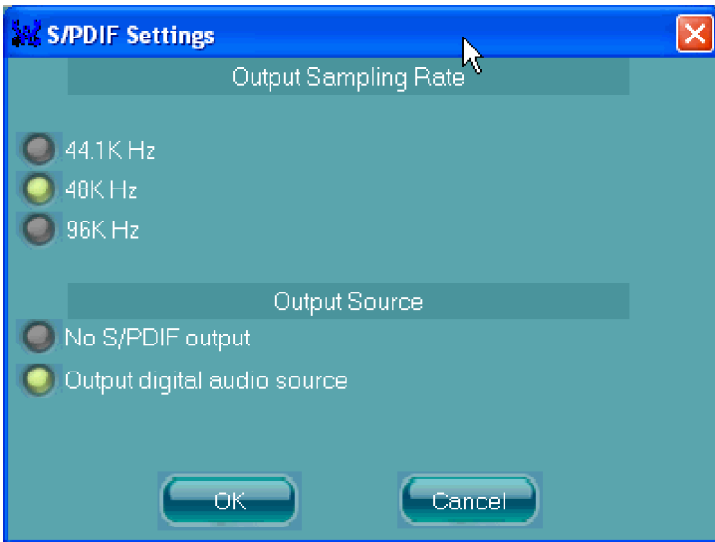 S/PDIF Settings
Output Sampling Rate
44.1K Hz
48K Hz
96K Hz
Output Source
No S/PDIF output
Output digital audio source
OK
Cancel